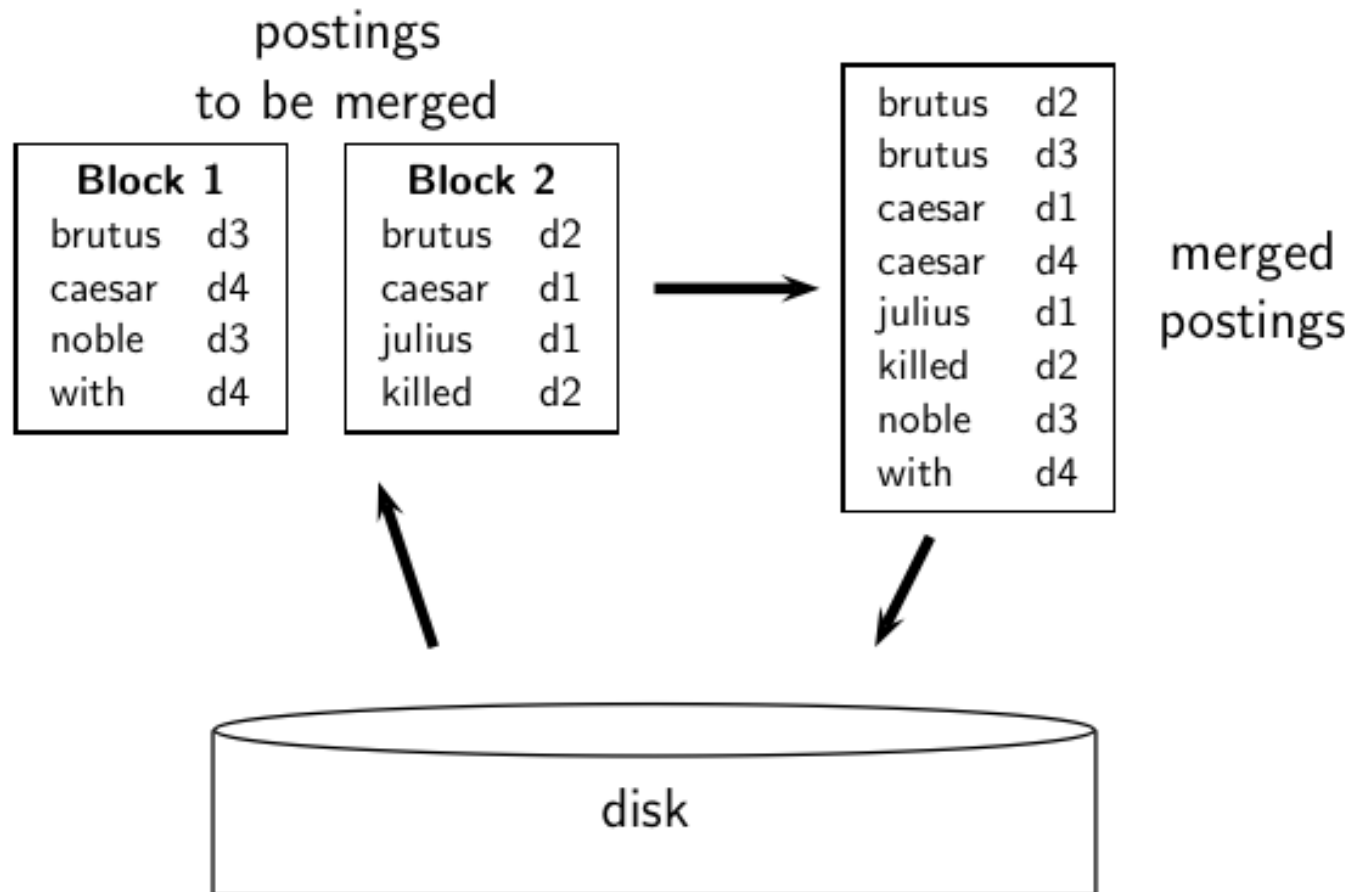 postings
to be merged
Block 1
brutus d3
caesar d4
noble d3
with d4
Block 2
brutus d2
caesar d1
julius d1
killed d2
brutus d2
brutus d3
caesar d1
caesar d4
julius d1
killed d2
noble d3
with d4
merged
postings
disk